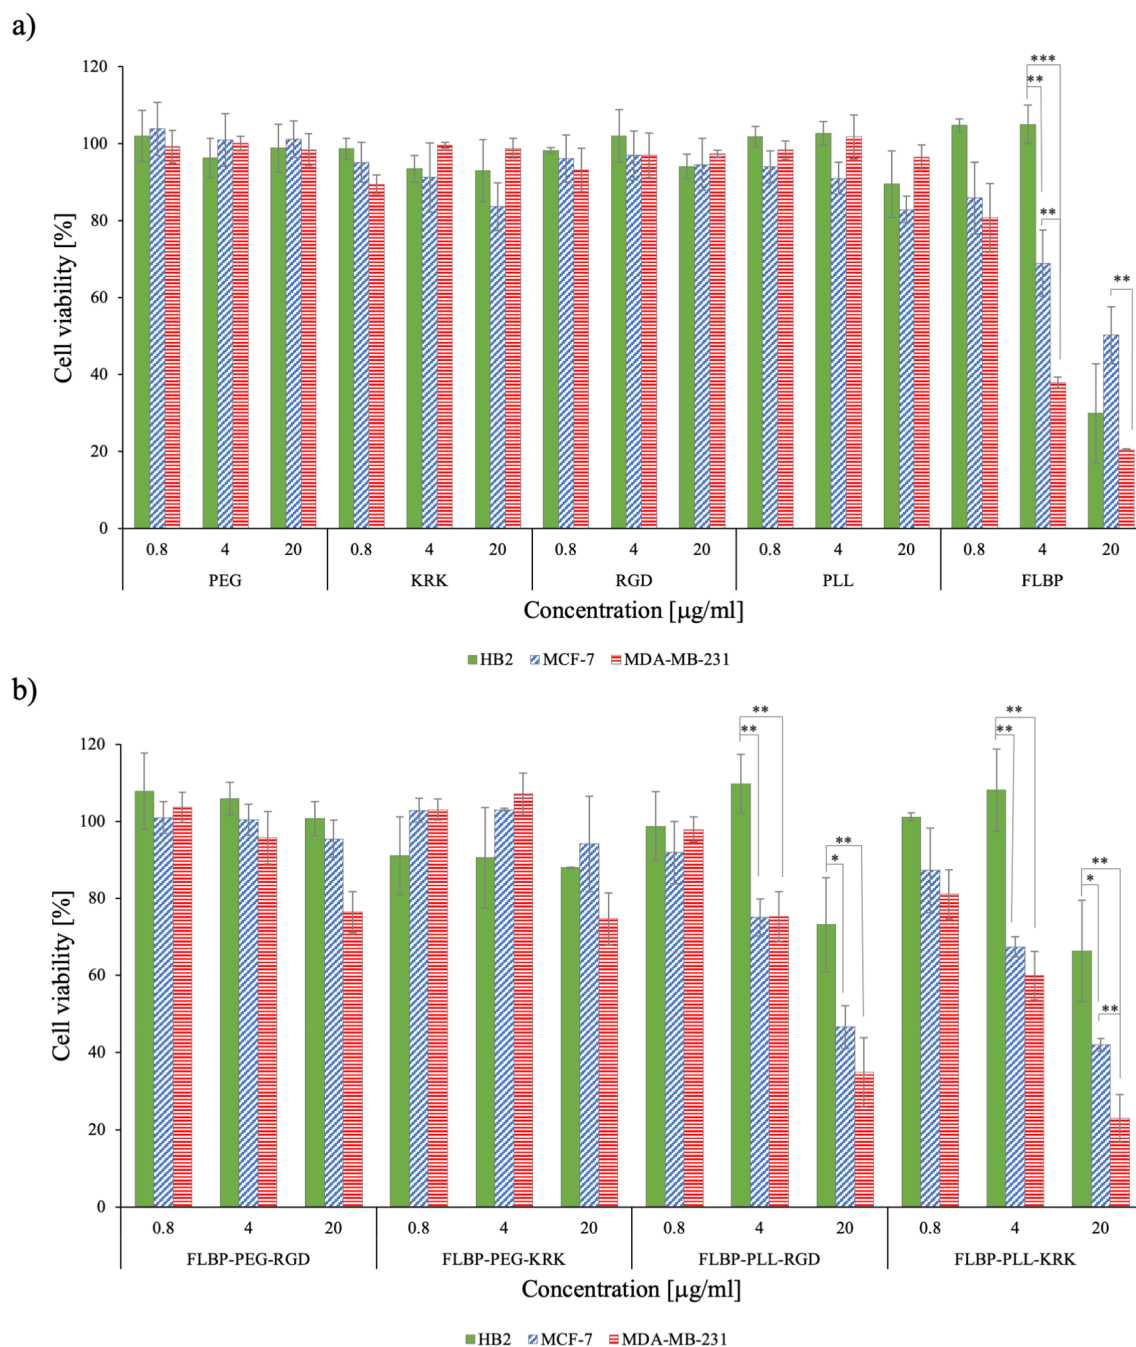 a)
***
120
**
100
80
**
60
**
40
20
0
Cell viability [%]
0.8 4 20 0.8 4 20 0.8 4 20 0.8 4 20 0.8 4 20
PEG KRK RGD PLL FLBP
Concentration [µg/ml]
HB2 MCF-7 MDA-MB-231
b)
** **
120 ** **
100
** **
80 * *
60
**
40
20
0
Cell viability [%]
0.8 4 20 0.8 4 20 0.8 4 20 0.8 4 20
FLBP-PEG-RGD FLBP-PEG-KRK FLBP-PLL-RGD FLBP-PLL-KRK
Concentration [µg/ml]
HB2 MCF-7 MDA-MB-231